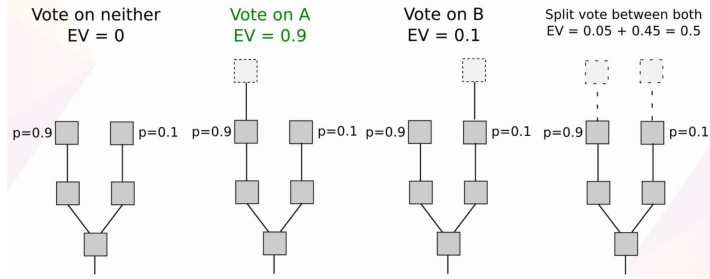 Vote on neither
EV = 0
Vote on A
EV = 0.9
Vote on B
EV = 0.1
Split vote between both
EV = 0.05 + 0.45 = 0.5
p=0.9
p=0.1
p=0.9
p=0.1
p=0.9
p=0.1
p=0.9
p=0.1